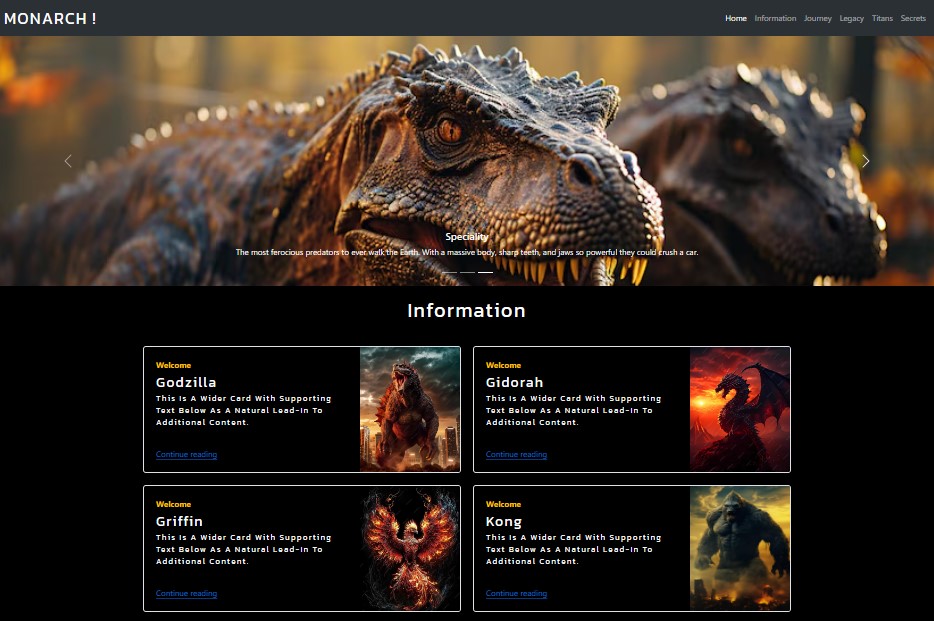 MONARCH !
Home Information Journey Legacy Titans Secrets
Speciality
The most ferocious predators to ever walk the Earth. With a massive body, sharp teeth, and jaws so powerful they could crush a car.
Information
Welcome
Godzilla
This Is A Wider Card With Supporting
Text Below As A Natural Lead-In To
Additional Content.
Continue reading
Welcome
Gidorah
This Is A Wider Card With Supporting
Text Below As A Natural Lead-In To
Additional Content.
Continue reading
Welcome
Griffin
This Is A Wider Card With Supporting
Text Below As A Natural Lead-In To
Additional Content.
Continue reading
Welcome
Kong
This Is A Wider Card With Supporting
Text Below As A Natural Lead-In To
Additional Content.
Continue reading